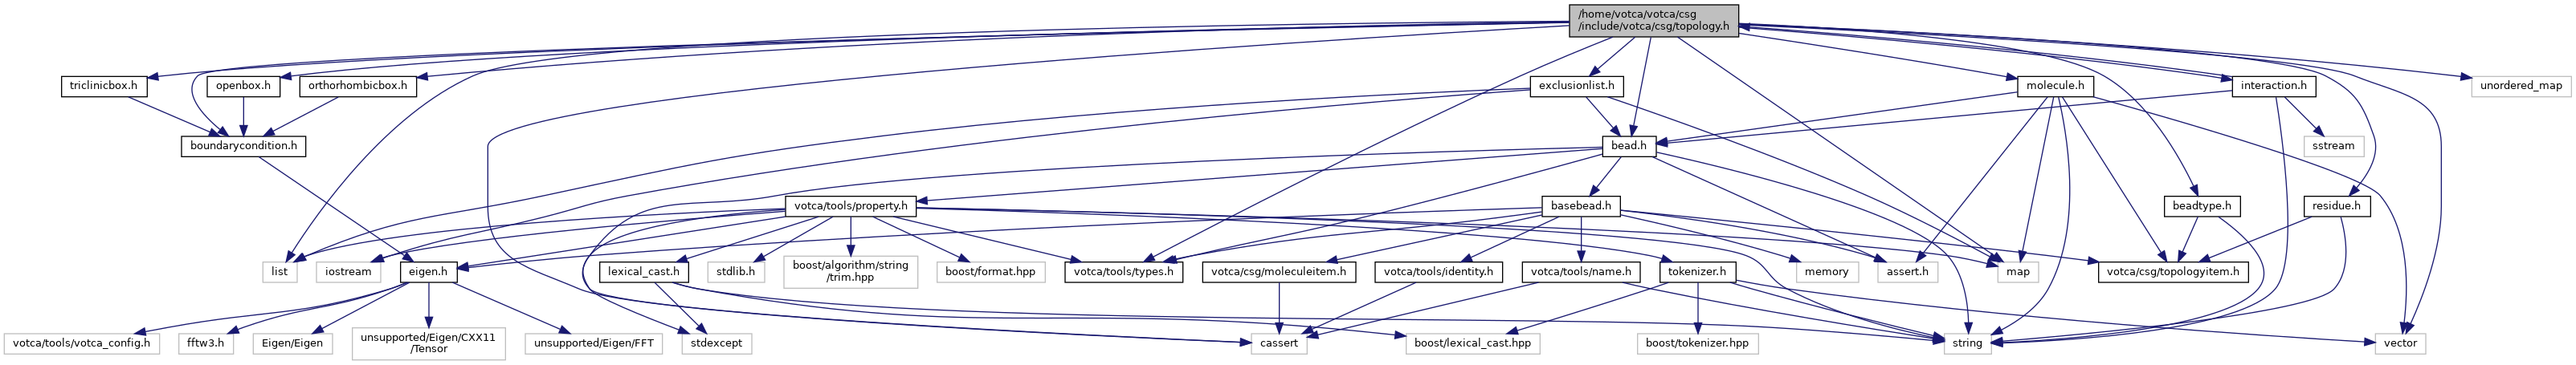 /home/votca/votca/csg
/include/votca/csg/topology.h
triclinicbox.h
openbox.h
orthorhombicbox.h
exclusionlist.h
molecule.h
interaction.h
unordered_map
boundarycondition.h
bead.h
sstream
votca/tools/property.h
basebead.h
beadtype.h
residue.h
list
iostream
eigen.h
lexical_cast.h
stdlib.h
boost/algorithm/string
/trim.hpp
boost/format.hpp
votca/tools/types.h
votca/csg/moleculeitem.h
votca/tools/identity.h
votca/tools/name.h
tokenizer.h
memory
assert.h
map
votca/csg/topologyitem.h
votca/tools/votca_config.h
fftw3.h
Eigen/Eigen
unsupported/Eigen/CXX11
/Tensor
unsupported/Eigen/FFT
stdexcept
cassert
boost/lexical_cast.hpp
boost/tokenizer.hpp
string
vector